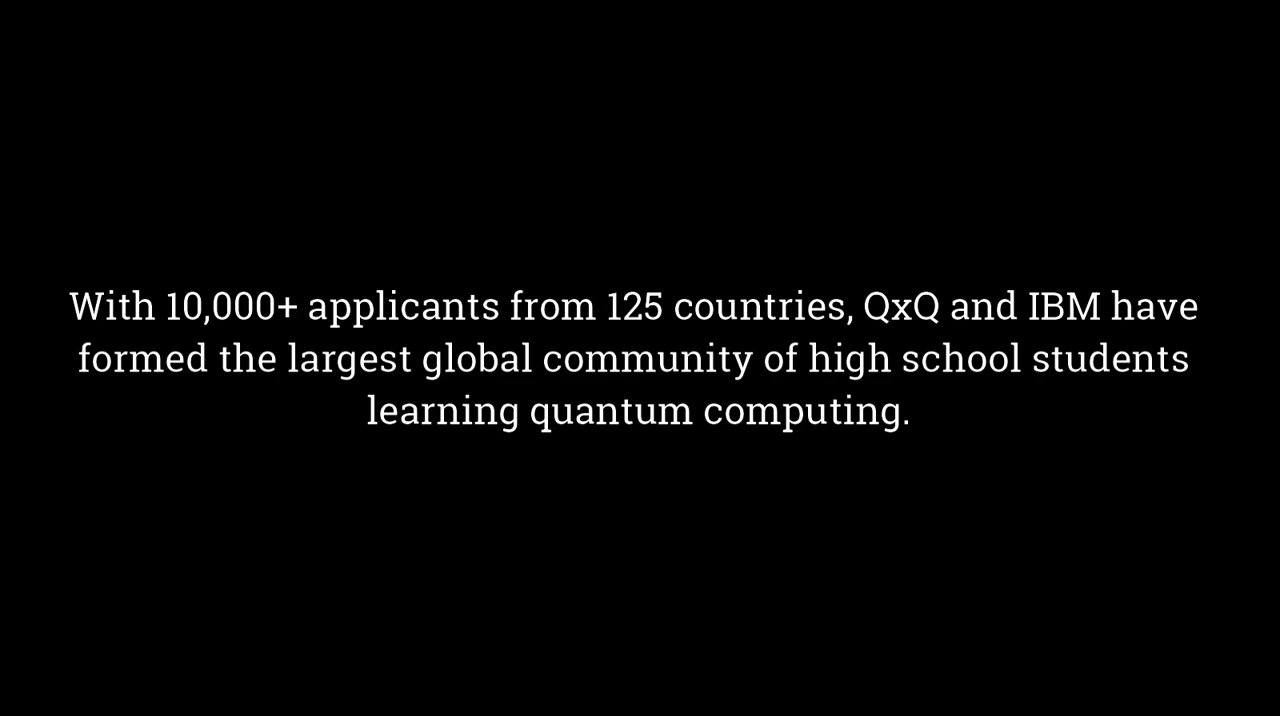 With 10,000+ applicants from 125 countries, QxQ and IBM have
formed the largest global community of high school students
learning quantum computing.